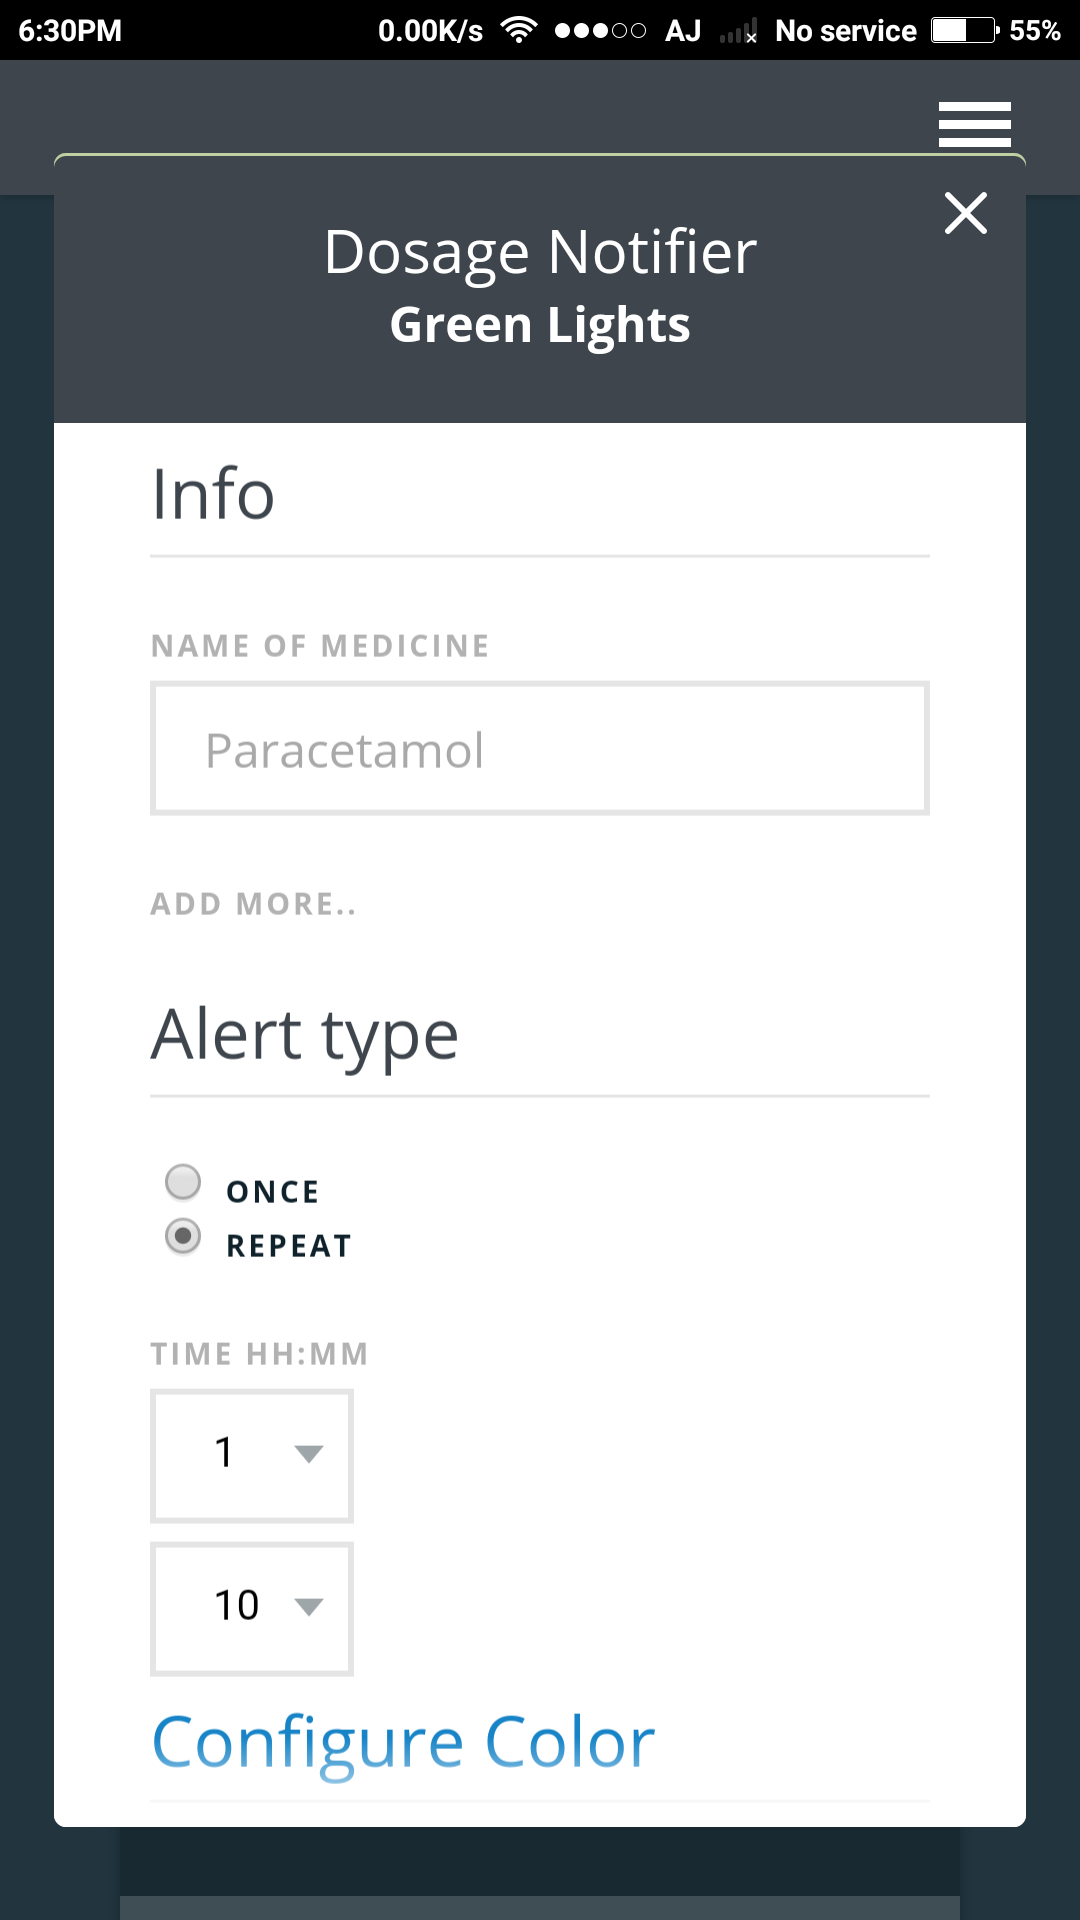 6:30PM 0.00K/s AJ No service 55%
Dosage Notifier
Green Lights
Info
NAME OF MEDICINE
Paracetamol
ADD MORE..
Alert type
ONCE
REPEAT
TIME HH:MM
1
10
Configure Color